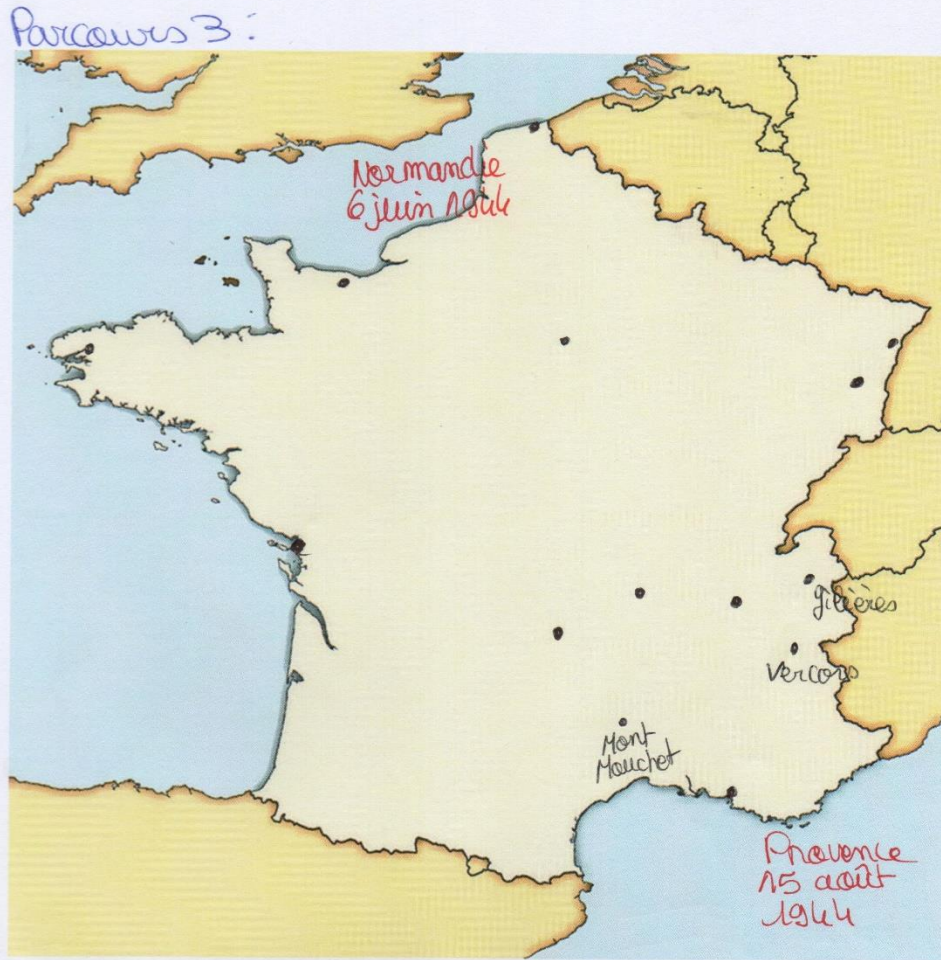 Parcours 3 :
Normandie
6 juin 1944
Glières
Vercors
Mont
Mouchet
Provence
15 août
1944